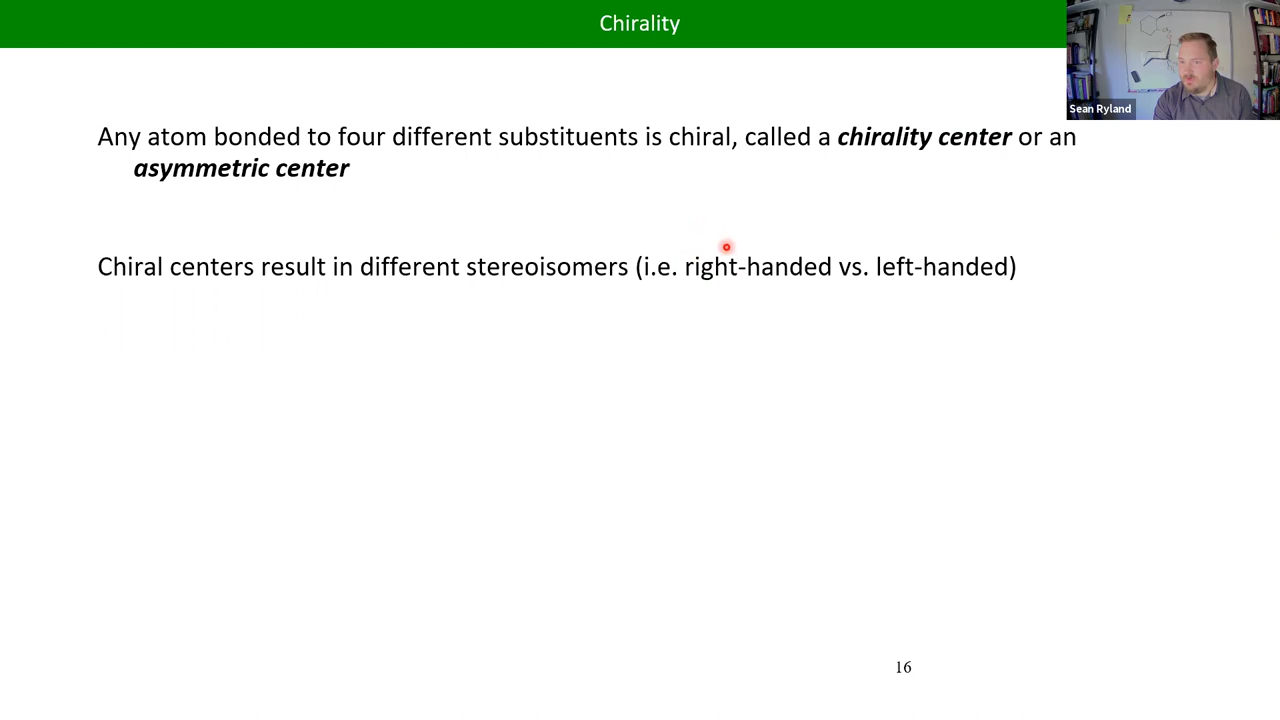 Chirality
Sean Ryland
Any atom bonded to four different substituents is chiral, called a chirality center or an
asymmetric center
Chiral centers result in different stereoisomers (i.e. right-handed vs. left-handed)
16